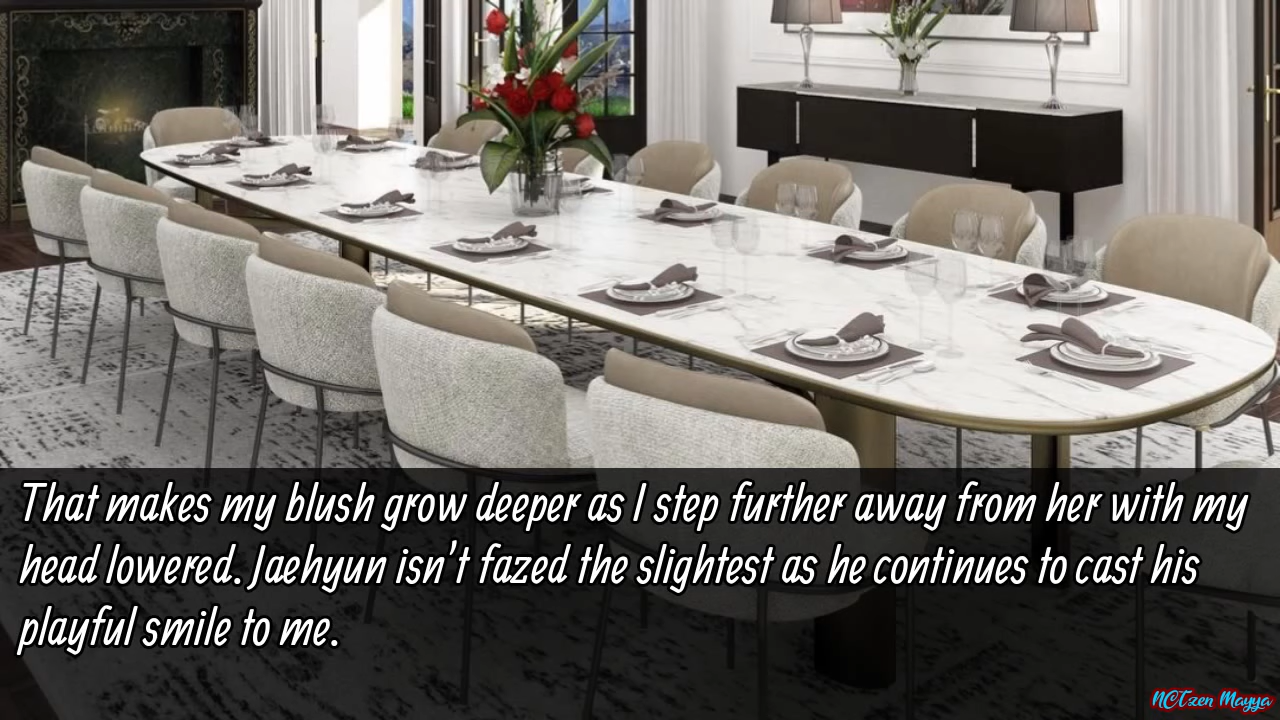 That makes my blush grow deeper as I step further away from her with my
head lowered. Jaehyun isn't fazed the slightest as he continues to cast his
playful smile to me.
NCTzen Mayya